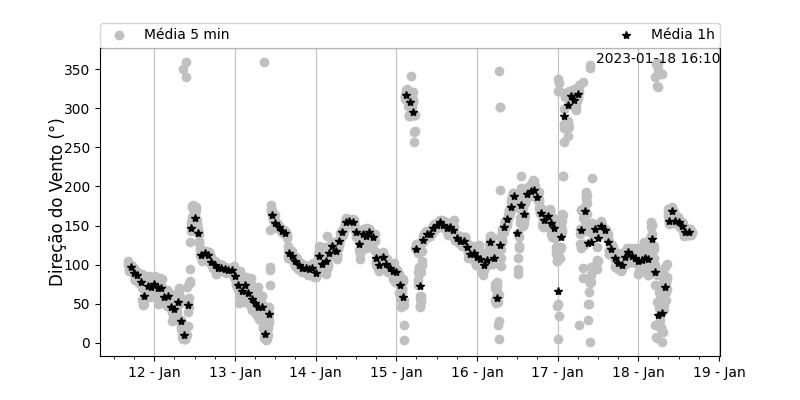 Média 5 min
Média 1h
2023-01-18 16:10
Direção do Vento (°)
350
300
250
200
150
100
50
0
12 - Jan
13 - Jan
14 - Jan
15 - Jan
16 - Jan
17 - Jan
18 - Jan
19 - Jan